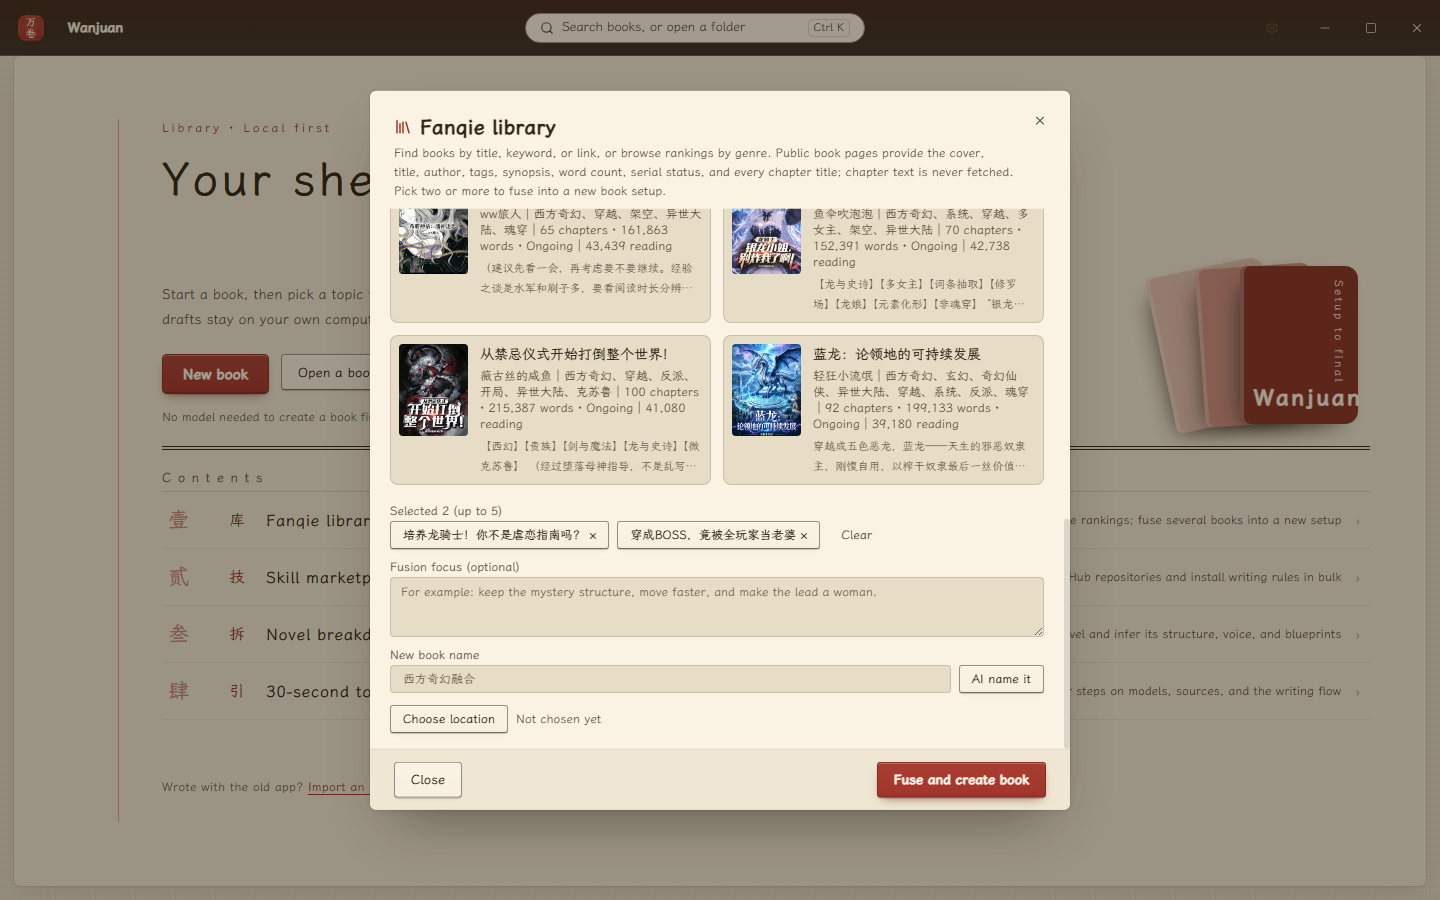 万卷
Wanjuan
Search books, or open a folder
Ctrl K
Library • Local first
Your she
Start a book, then pick a topic
drafts stay on your own compu
New book
Open a boo
No model needed to create a book fi
Setup to final
Wanjuan
Contents
壹 库 Fanqie librar
e rankings; fuse several books into a new setup
贰 技 Skill marketp
Hub repositories and install writing rules in bulk
叁 拆 Novel breakd
vel and infer its structure, voice, and blueprints
肆 引 30-second to
r steps on models, sources, and the writing flow
Wrote with the old app? Import an
Fanqie library
Find books by title, keyword, or link, or browse rankings by genre. Public book pages provide the cover,
title, author, tags, synopsis, word count, serial status, and every chapter title; chapter text is never fetched.
Pick two or more to fuse into a new book setup.
ww旅人 | 西方奇幻、穿越、架空、异世大
陆、魂穿 | 65 chapters • 161,863
words • Ongoing | 43,439 reading
（建议先看一会，再考虑要不要继续。经验
之谈是水军和刷子多，要看阅读时长分辨…
银龙小姐，
别炸我了啊！
鱼伞吹泡泡 | 西方奇幻、系统、穿越、多
女主、架空、异世大陆 | 70 chapters •
152,391 words • Ongoing | 42,738
reading
【龙与史诗】【多女主】【词条抽取】【修罗
场】【龙娘】【元素化形】【非魂穿】 “银龙…
开始打倒
整个世界！
从禁忌仪式开始打倒整个世界！
薇古丝的咸鱼 | 西方奇幻、穿越、反派、
开局、异世大陆、克苏鲁 | 100 chapters
• 215,387 words • Ongoing | 41,080
reading
【西幻】【贵族】【剑与魔法】【龙与史诗】【微
克苏鲁】 （经过堕落母神指导，不是乱写…
蓝龙：
论领地的可持续发展
蓝龙：论领地的可持续发展
轻狂小流氓 | 西方奇幻、玄幻、奇幻仙
侠、异世大陆、穿越、系统、反派、魂穿
| 92 chapters • 199,133 words •
Ongoing | 39,180 reading
穿越成五色恶龙，蓝龙——天生的邪恶奴隶
主，刚愎自用，以榨干奴隶最后一丝价值…
Selected 2 (up to 5)
培养龙骑士！你不是虐恋指南吗？ ×
穿成BOSS，竟被全玩家当老婆 ×
Clear
Fusion focus (optional)
For example: keep the mystery structure, move faster, and make the lead a woman.
New book name
西方奇幻融合
AI name it
Choose location
Not chosen yet
Close
Fuse and create book